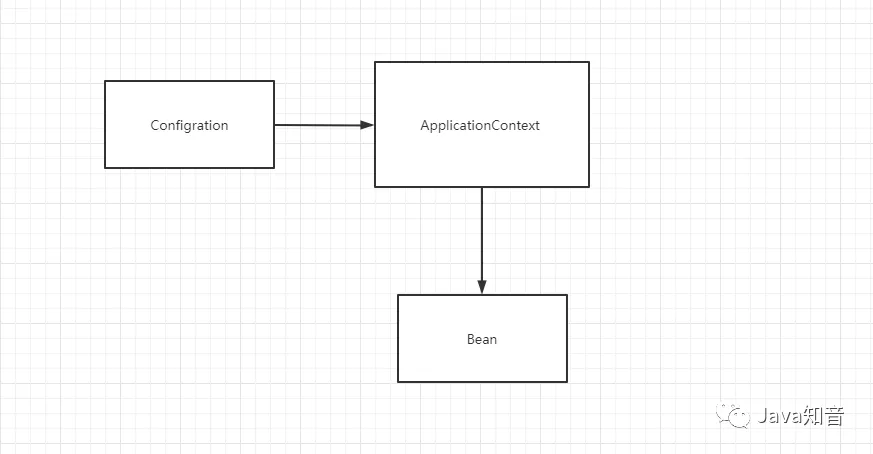 Configration
ApplicationContext
Bean
Java知音